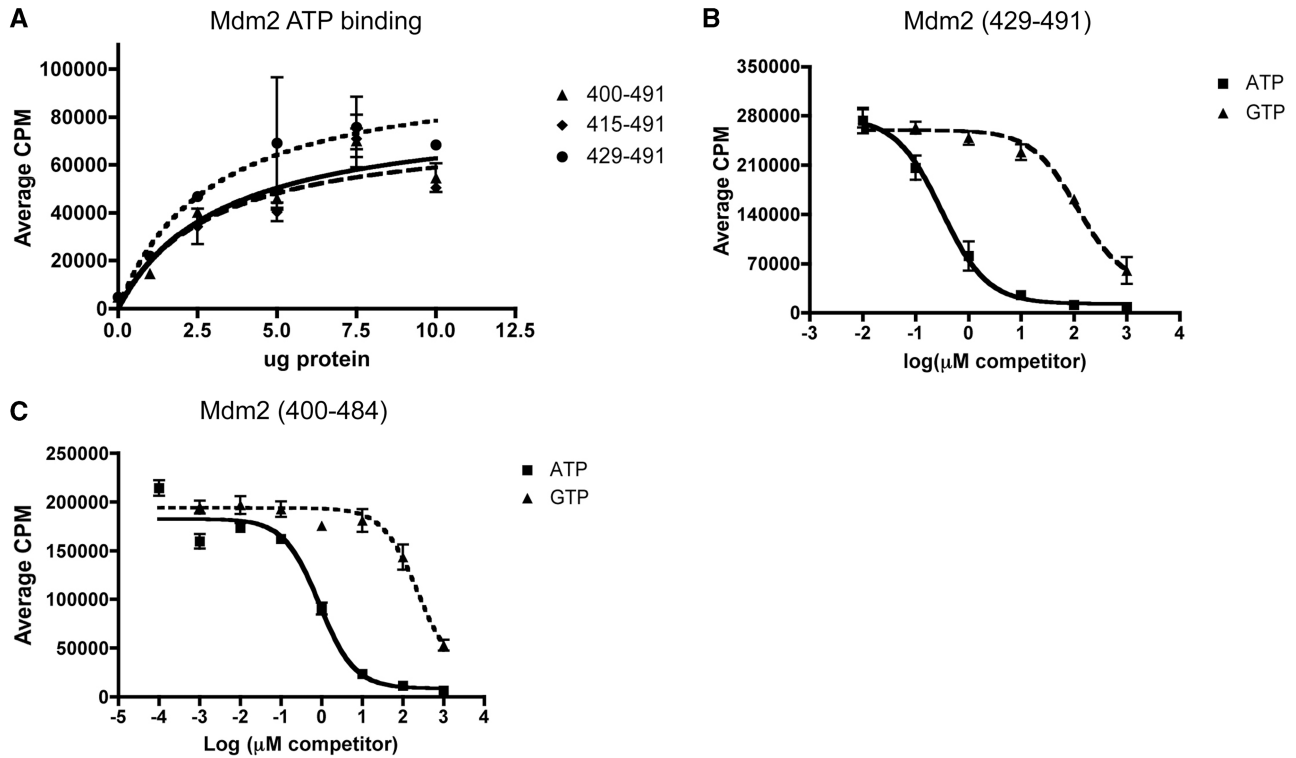 A
Mdm2 ATP binding
Average CPM
100000
80000
60000
40000
20000
0
0.0 2.5 5.0 7.5 10.0 12.5
ug protein
400-491
415-491
429-491
B
Mdm2 (429-491)
Average CPM
350000
280000
210000
140000
70000
0
-3 -2 -1 0 1 2 3 4
log(μM competitor)
ATP
GTP
C
Mdm2 (400-484)
Average CPM
250000
200000
150000
100000
50000
0
-5 -4 -3 -2 -1 0 1 2 3 4
Log (μM competitor)
ATP
GTP